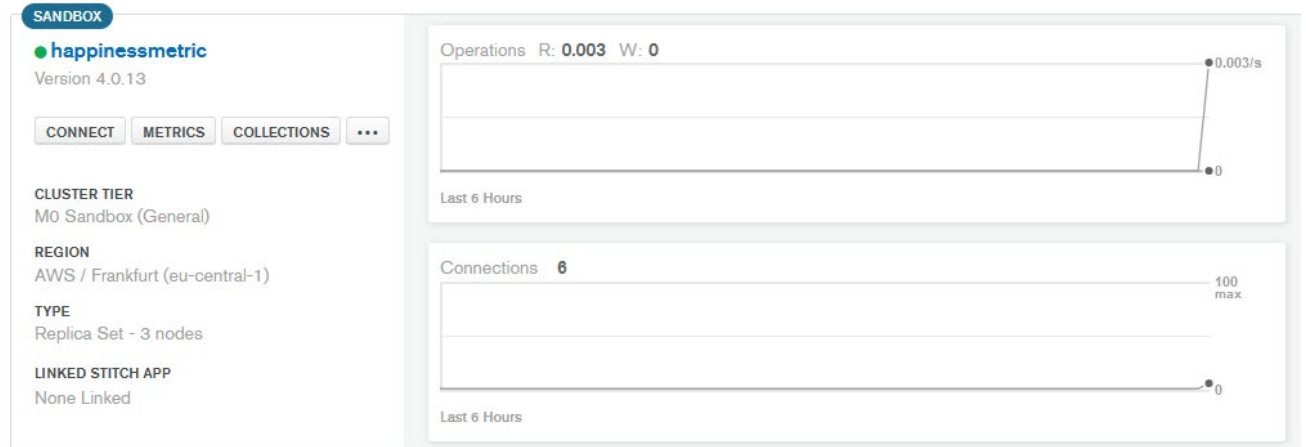 SANDBOX
happinessmetric
Version 4.0.13
CONNECT METRICS COLLECTIONS ...
CLUSTER TIER
M0 Sandbox (General)
REGION
AWS / Frankfurt (eu-central-1)
TYPE
Replica Set - 3 nodes
LINKED STITCH APP
None Linked
Operations R: 0.003 W: 0
0.003/s
0
Last 6 Hours
Connections 6
100
max
0
Last 6 Hours